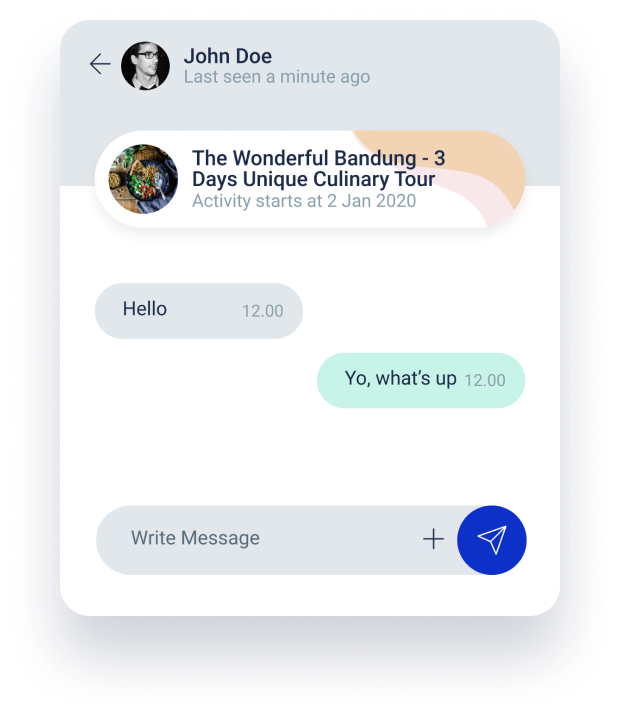 John Doe
Last seen a minute ago
The Wonderful Bandung - 3
Days Unique Culinary Tour
Activity starts at 2 Jan 2020
Hello 12.00
Yo, what’s up 12.00
Write Message